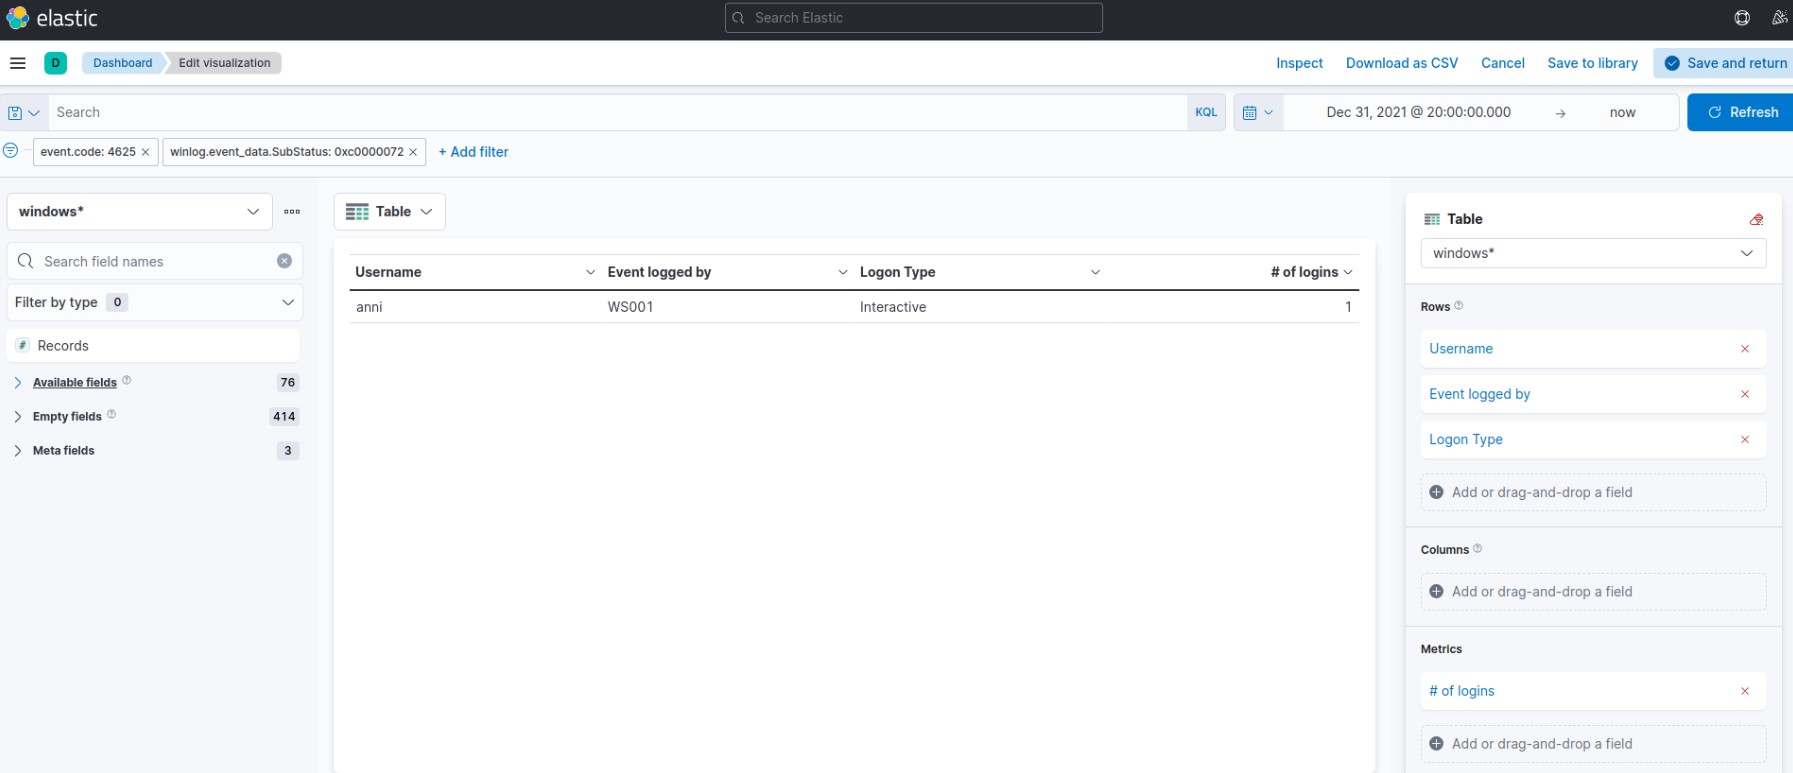 elastic
Search Elastic
D
Dashboard
Edit visualization
Inspect
Download as CSV
Cancel
Save to library
Save and return
Search
KQL
Dec 31, 2021 @ 20:00:00.000
→
now
Refresh
event.code: 4625
winlog.event_data.SubStatus: 0xc0000072
+ Add filter
windows*
Search field names
Filter by type 0
# Records
Available fields 76
Empty fields 414
Meta fields 3
Table
Username Event logged by Logon Type # of logins
anni WS001 Interactive 1
Table
windows*
Rows
Username
Event logged by
Logon Type
Add or drag-and-drop a field
Columns
Add or drag-and-drop a field
Metrics
# of logins
Add or drag-and-drop a field